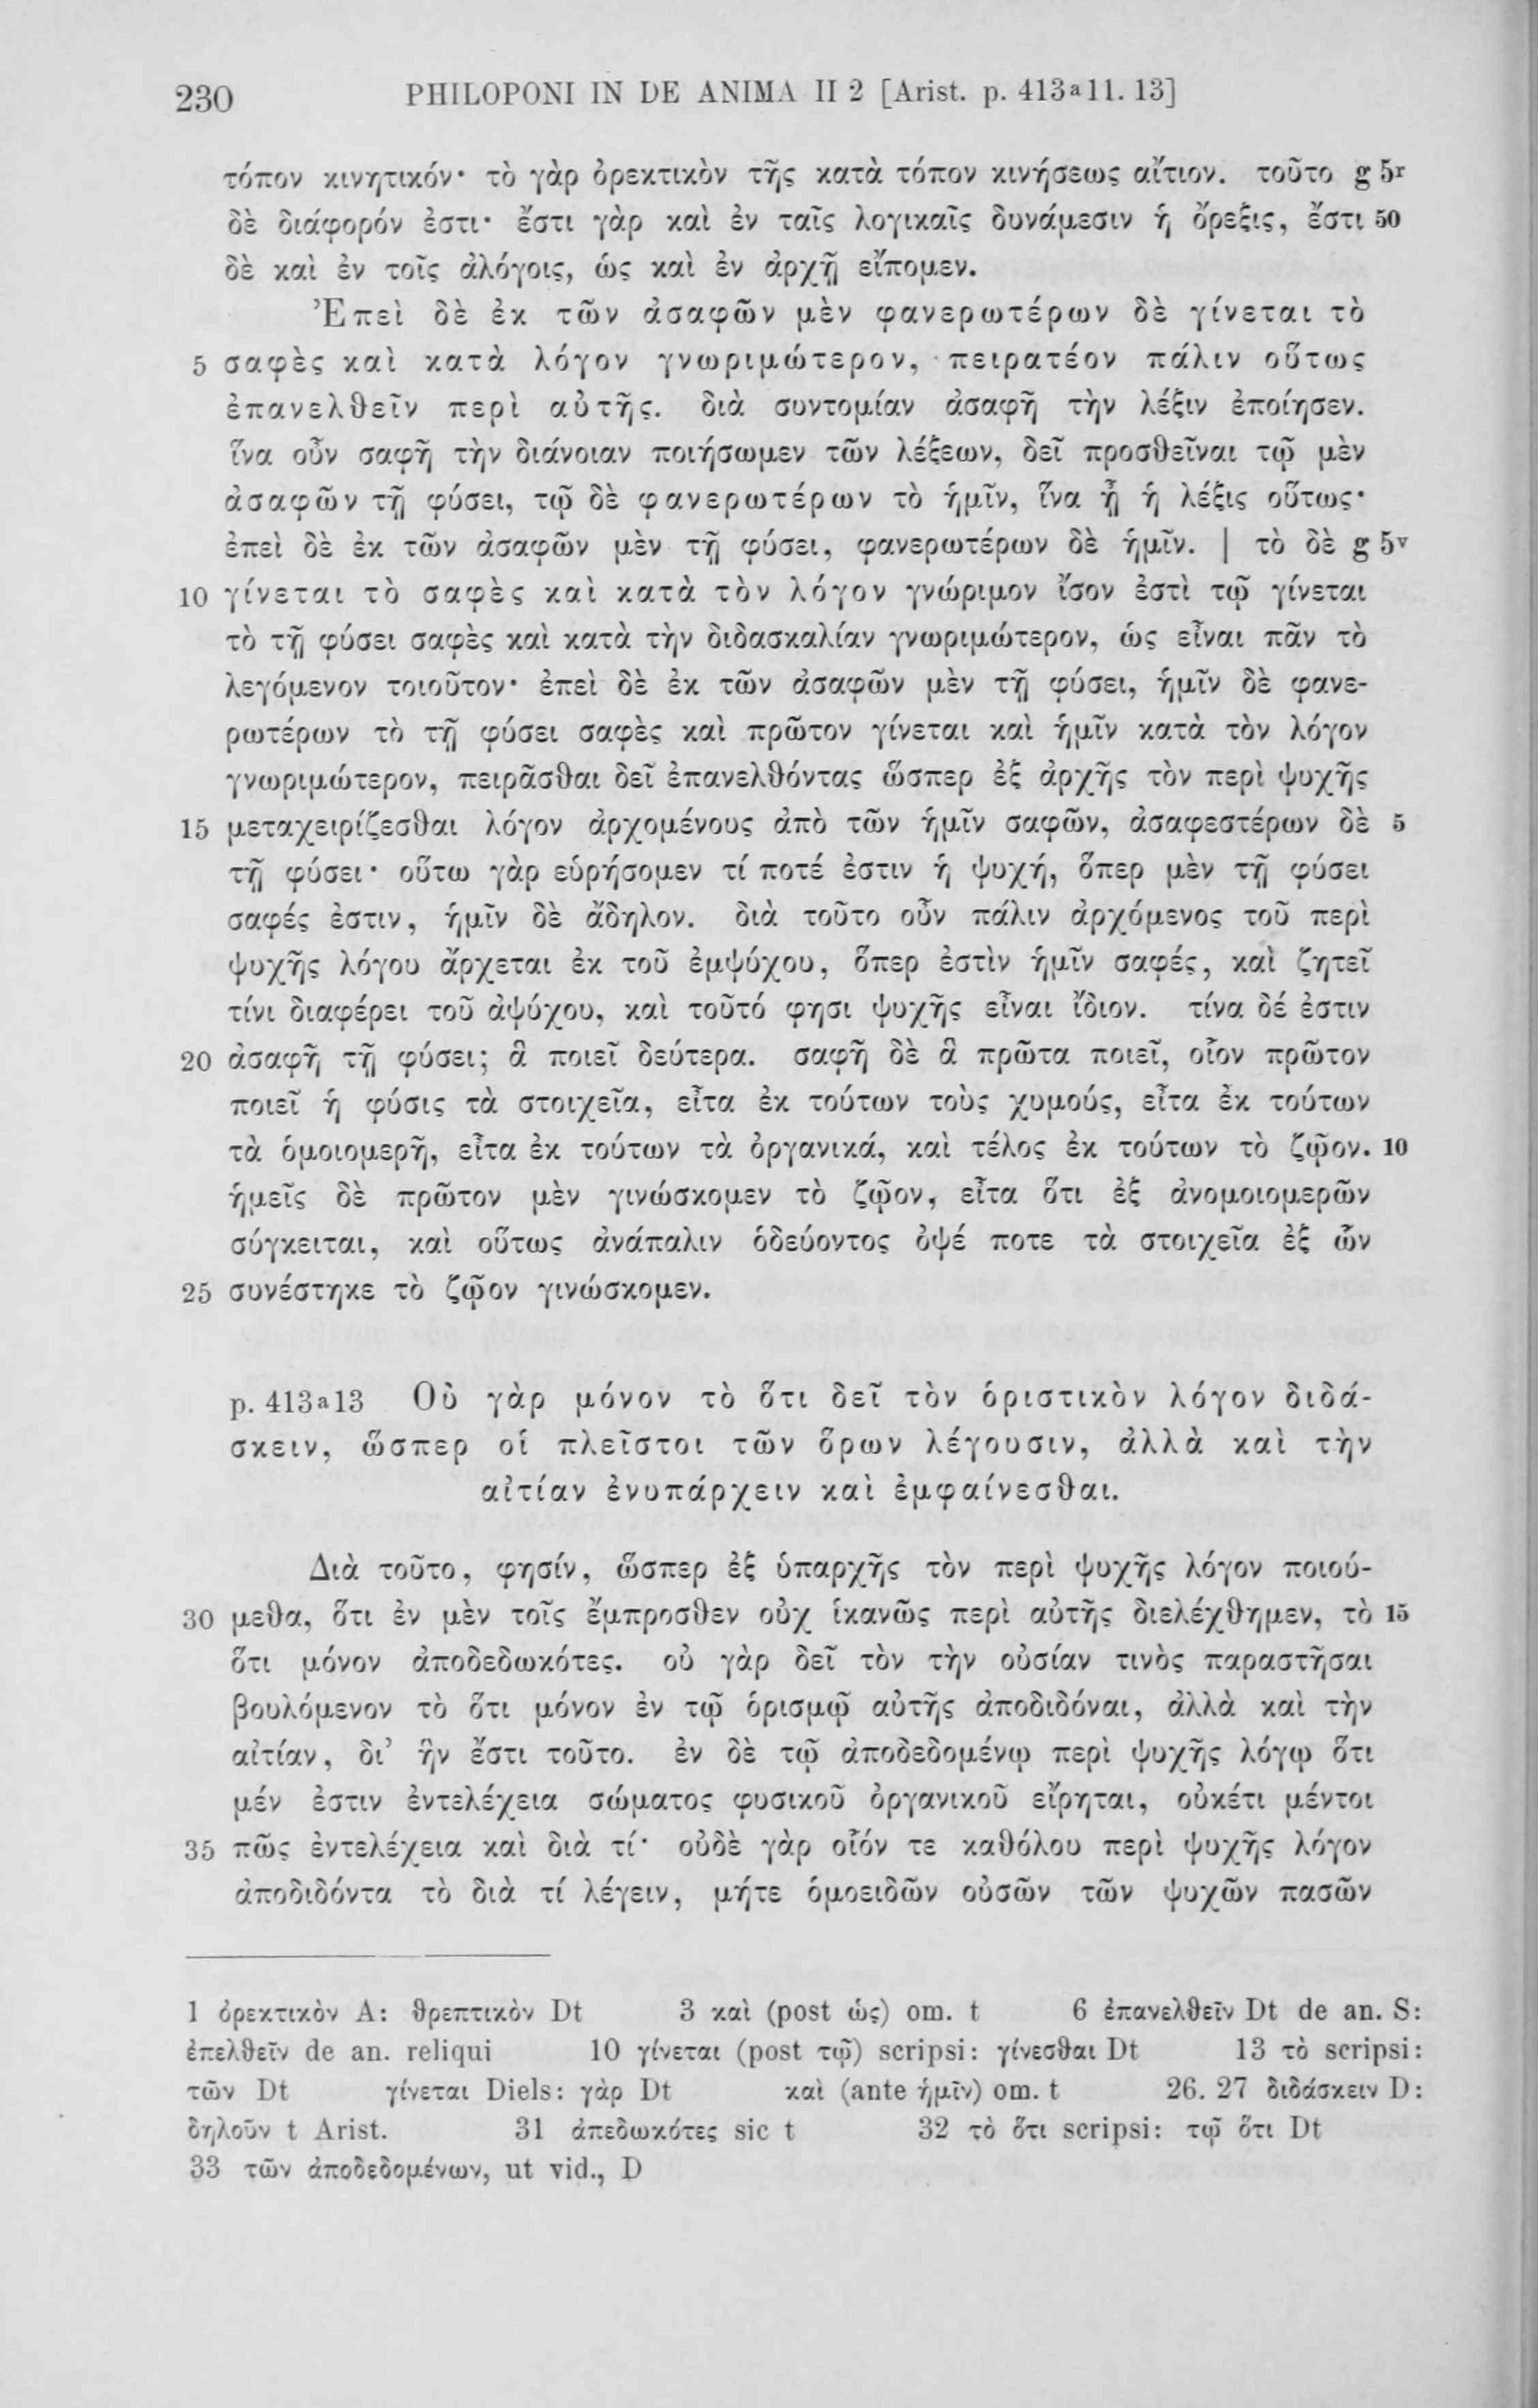 230 PHILOPONI IN DE ANIMA II 2 [Arist. p. 413ᵃ11. 13]
τόπον κινητικόν· τὸ γὰρ ὀρεκτικὸν τῆς κατὰ τόπον κινήσεως αἴτιον. τοῦτο g 5ʳ
δὲ διάφορόν ἐστι· ἔστι γὰρ καὶ ἐν ταῖς λογικαῖς δυνάμεσιν ἡ ὄρεξις, ἔστι 50
δὲ καὶ ἐν τοῖς ἀλόγοις, ὡς καὶ ἐν ἀρχῇ εἴπομεν.
Ἐπεὶ δὲ ἐκ τῶν ἀσαφῶν μὲν φανερωτέρων δὲ γίνεται τὸ
5 σαφὲς καὶ κατὰ λόγον γνωριμώτερον, πειρατέον πάλιν οὕτως
ἐπανελθεῖν περὶ αὐτῆς. διὰ συντομίαν ἀσαφῆ τὴν λέξιν ἐποίησεν.
ἵνα οὖν σαφῆ τὴν διάνοιαν ποιήσωμεν τῶν λέξεων, δεῖ προσθεῖναι τῷ μὲν
ἀσαφῶν τῇ φύσει, τῷ δὲ φανερωτέρων τὸ ἡμῖν, ἵνα ᾖ ἡ λέξις οὕτως·
ἐπεὶ δὲ ἐκ τῶν ἀσαφῶν μὲν τῇ φύσει, φανερωτέρων δὲ ἡμῖν. | τὸ δὲ g 5ᵛ
10 γίνεται τὸ σαφὲς καὶ κατὰ τὸν λόγον γνώριμον ἴσον ἐστὶ τῷ γίνεται
τὸ τῇ φύσει σαφὲς καὶ κατὰ τὴν διδασκαλίαν γνωριμώτερον, ὡς εἶναι πᾶν τὸ
λεγόμενον τοιοῦτον· ἐπεὶ δὲ ἐκ τῶν ἀσαφῶν μὲν τῇ φύσει, ἡμῖν δὲ φανε-
ρωτέρων τὸ τῇ φύσει σαφὲς καὶ πρῶτον γίνεται καὶ ἡμῖν κατὰ τὸν λόγον
γνωριμώτερον, πειρᾶσθαι δεῖ ἐπανελθόντας ὥσπερ ἐξ ἀρχῆς τὸν περὶ ψυχῆς
15 μεταχειρίζεσθαι λόγον ἀρχομένους ἀπὸ τῶν ἡμῖν σαφῶν, ἀσαφεστέρων δὲ 5
τῇ φύσει· οὕτω γὰρ εὑρήσομεν τί ποτέ ἐστιν ἡ ψυχή, ὅπερ μὲν τῇ φύσει
σαφές ἐστιν, ἡμῖν δὲ ἄδηλον. διὰ τοῦτο οὖν πάλιν ἀρχόμενος τοῦ περὶ
ψυχῆς λόγου ἄρχεται ἐκ τοῦ ἐμψύχου, ὅπερ ἐστὶν ἡμῖν σαφές, καὶ ζητεῖ
τίνι διαφέρει τοῦ ἀψύχου, καὶ τοῦτό φησι ψυχῆς εἶναι ἴδιον. τίνα δέ ἐστιν
20 ἀσαφῆ τῇ φύσει; ἃ ποιεῖ δεύτερα. σαφῆ δὲ ἃ πρῶτα ποιεῖ, οἷον πρῶτον
ποιεῖ ἡ φύσις τὰ στοιχεῖα, εἶτα ἐκ τούτων τοὺς χυμούς, εἶτα ἐκ τούτων
τὰ ὁμοιομερῆ, εἶτα ἐκ τούτων τὰ ὀργανικά, καὶ τέλος ἐκ τούτων τὸ ζῷον. 10
ἡμεῖς δὲ πρῶτον μὲν γινώσκομεν τὸ ζῷον, εἶτα ὅτι ἐξ ἀνομοιομερῶν
σύγκειται, καὶ οὕτως ἀνάπαλιν ὁδεύοντος ὀψέ ποτε τὰ στοιχεῖα ἐξ ὧν
25 συνέστηκε τὸ ζῷον γινώσκομεν.
p. 413ᵃ13 Οὐ γὰρ μόνον τὸ ὅτι δεῖ τὸν ὁριστικὸν λόγον διδά-
σκειν, ὥσπερ οἱ πλεῖστοι τῶν ὅρων λέγουσιν, ἀλλὰ καὶ τὴν
αἰτίαν ἐνυπάρχειν καὶ ἐμφαίνεσθαι.
Διὰ τοῦτο, φησίν, ὥσπερ ἐξ ὑπαρχῆς τὸν περὶ ψυχῆς λόγον ποιού-
30 μεθα, ὅτι ἐν μὲν τοῖς ἔμπροσθεν οὐχ ἱκανῶς περὶ αὐτῆς διελέχθημεν, τὸ 15
ὅτι μόνον ἀποδεδωκότες. οὐ γὰρ δεῖ τὸν τὴν οὐσίαν τινὸς παραστῆσαι
βουλόμενον τὸ ὅτι μόνον ἐν τῷ ὁρισμῷ αὐτῆς ἀποδιδόναι, ἀλλὰ καὶ τὴν
αἰτίαν, δι' ἣν ἔστι τοῦτο. ἐν δὲ τῷ ἀποδεδομένῳ περὶ ψυχῆς λόγῳ ὅτι
μέν ἐστιν ἐντελέχεια σώματος φυσικοῦ ὀργανικοῦ εἴρηται, οὐκέτι μέντοι
35 πῶς ἐντελέχεια καὶ διὰ τί· οὐδὲ γὰρ οἷόν τε καθόλου περὶ ψυχῆς λόγον
ἀποδιδόντα τὸ διὰ τί λέγειν, μήτε ὁμοειδῶν οὐσῶν τῶν ψυχῶν πασῶν
1 ὀρεκτικὸν A: θρεπτικὸν Dt 3 καὶ (post ὡς) om. t 6 ἐπανελθεῖν Dt de an. S:
ἐπελθεῖν de an. reliqui 10 γίνεται (post τῷ) scripsi: γίνεσθαι Dt 13 τὸ scripsi:
τῶν Dt γίνεται Diels: γὰρ Dt καὶ (ante ἡμῖν) om. t 26. 27 διδάσκειν D:
δηλοῦν t Arist. 31 ἀπεδωκότες sic t 32 τὸ ὅτι scripsi: τῷ ὅτι Dt
33 τῶν ἀποδεδομένων, ut vid., D